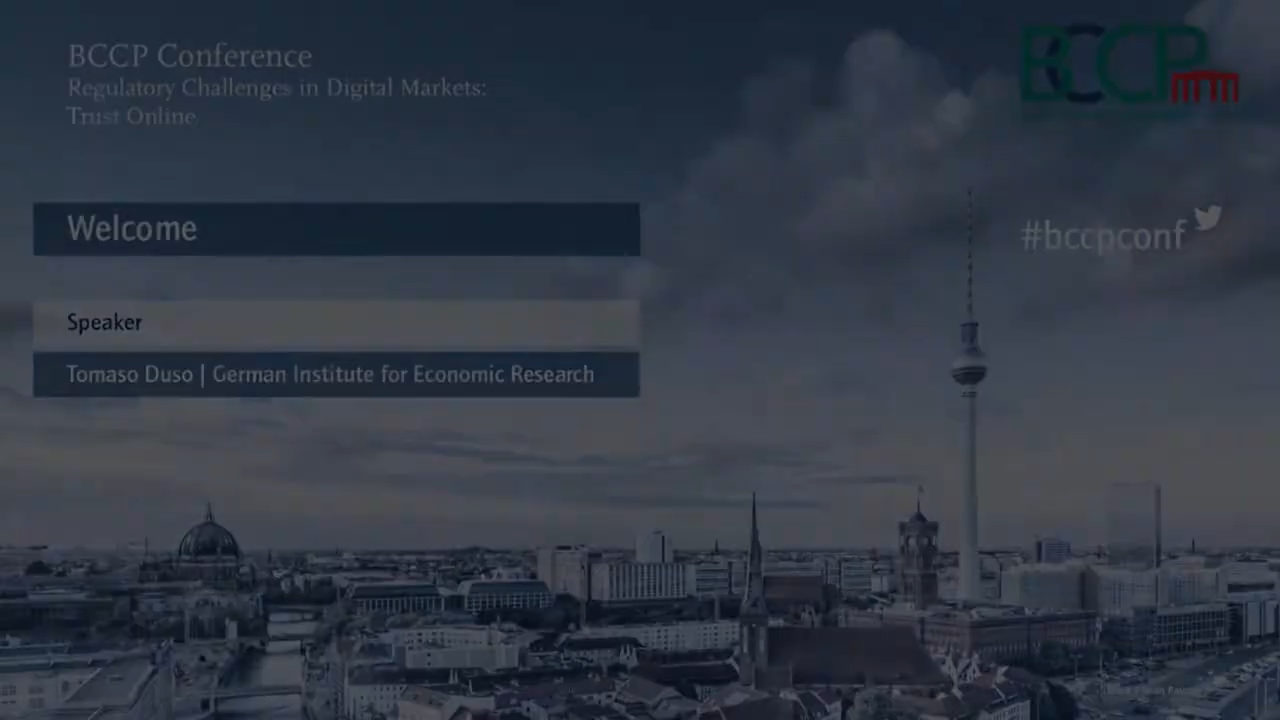 BCCP Conference
Regulatory Challenges in Digital Markets:
Trust Online
BCCP
Welcome
#bccpconf
Speaker
Tomaso Duso | German Institute for Economic Research